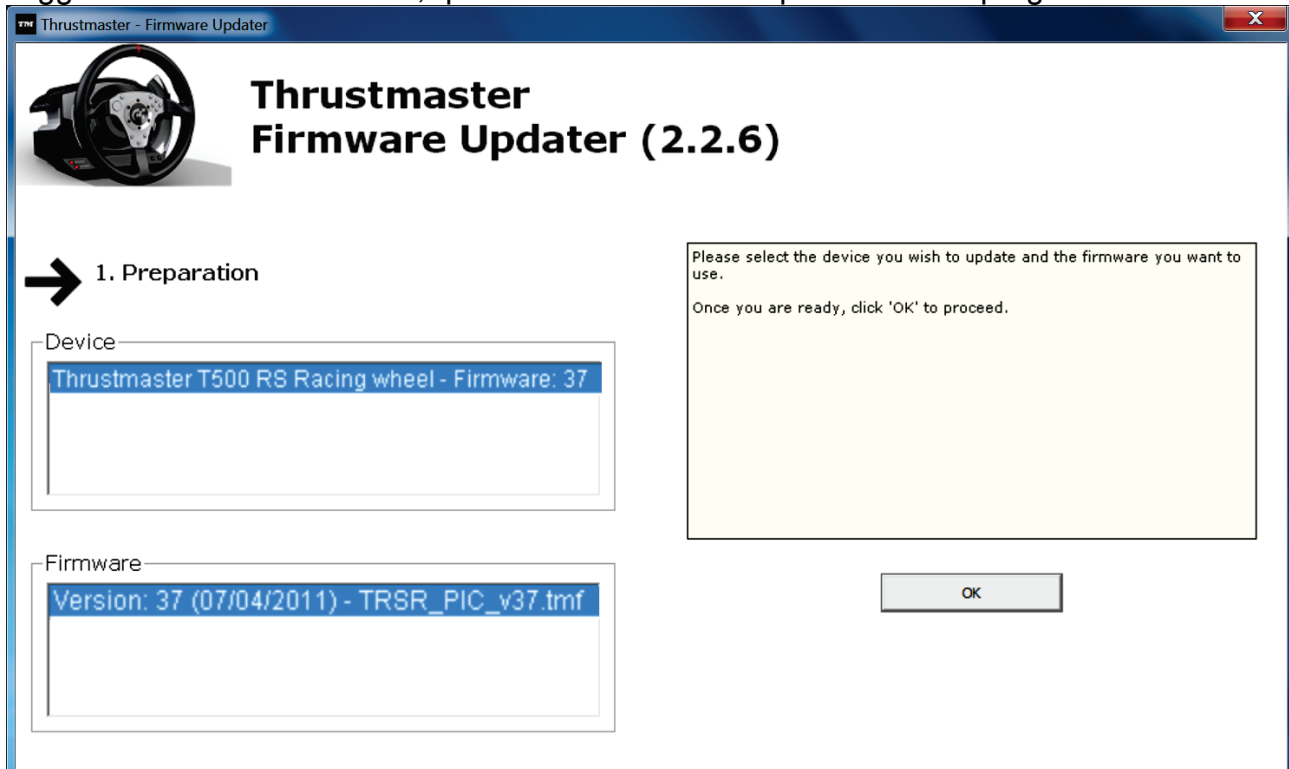 Thrustmaster - Firmware Updater
Thrustmaster
Firmware Updater (2.2.6)
1. Preparation
Please select the device you wish to update and the firmware you want to
use.
Once you are ready, click 'OK' to proceed.
Device
Thrustmaster T500 RS Racing wheel - Firmware: 37
Firmware
Version: 37 (07/04/2011) - TRSR_PIC_v37.tmf
OK